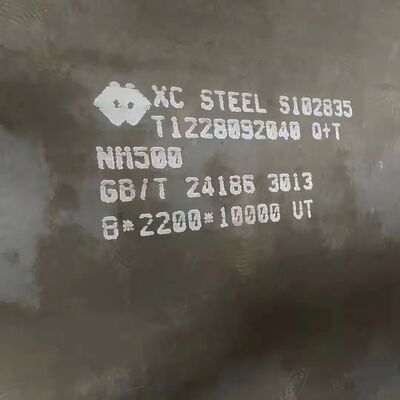 XC STEEL S102835
T1228092040 Q+T
NM500
GB/T 24186 3013
8*2200*10000 UT